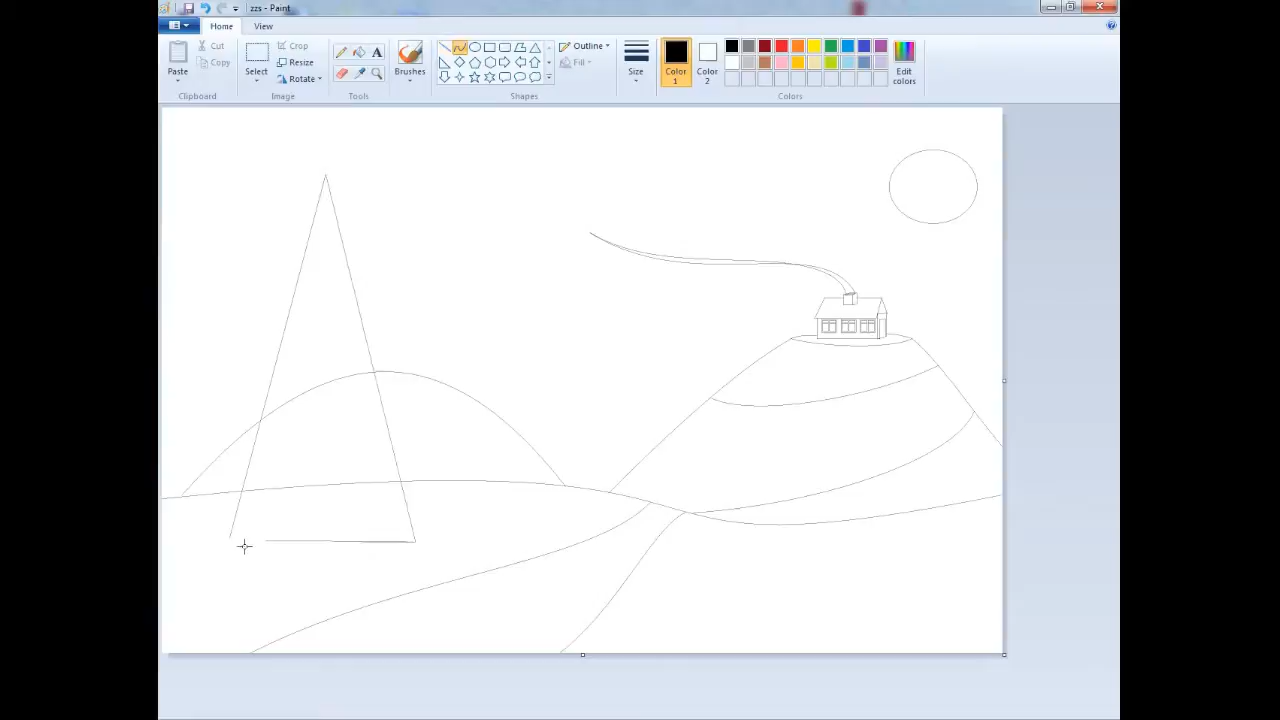 zzs - Paint
Home View
Paste
Cut
Copy
Clipboard
Select
Crop
Resize
Rotate
Image
A
Tools
Brushes
Shapes
Outline
Fill
Size
Color 1
Color 2
Edit colors
Colors